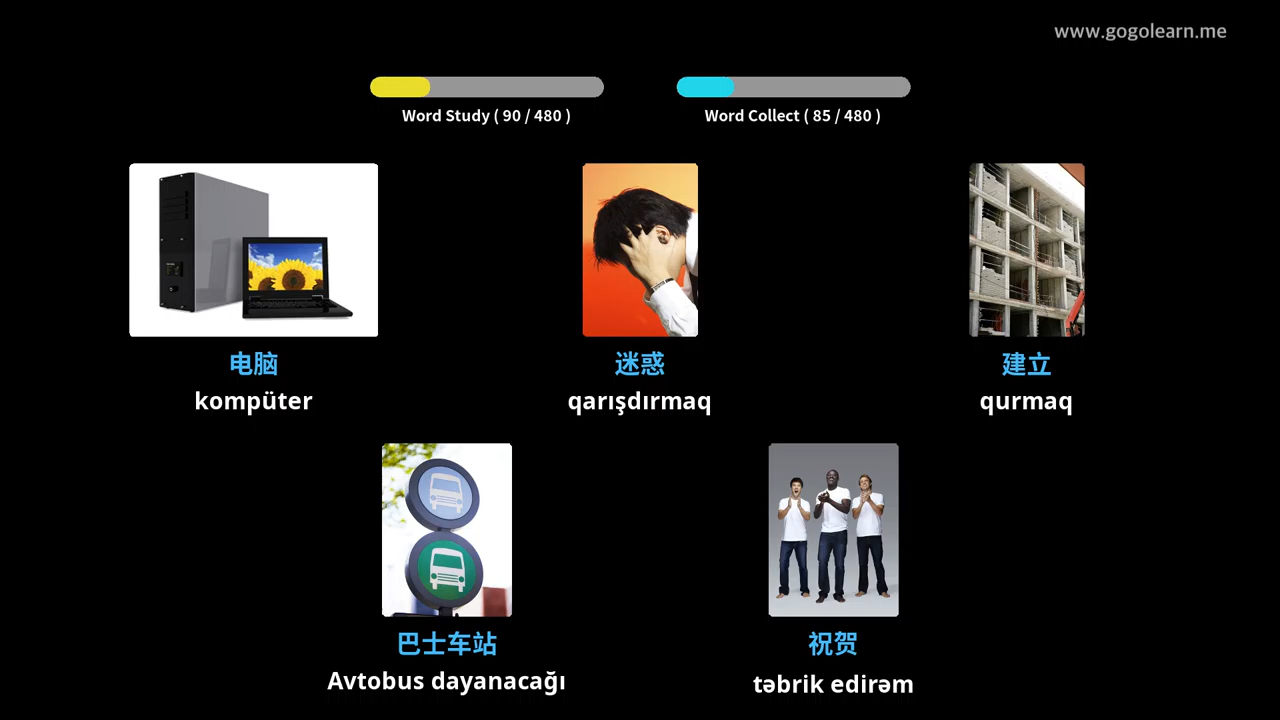 www.gogolearn.me
Word Study ( 90 / 480 )
Word Collect ( 85 / 480 )
电脑
kompüter
迷惑
qarışdırmaq
建立
qurmaq
巴士车站
Avtobus dayanacağı
祝贺
təbrik edirəm